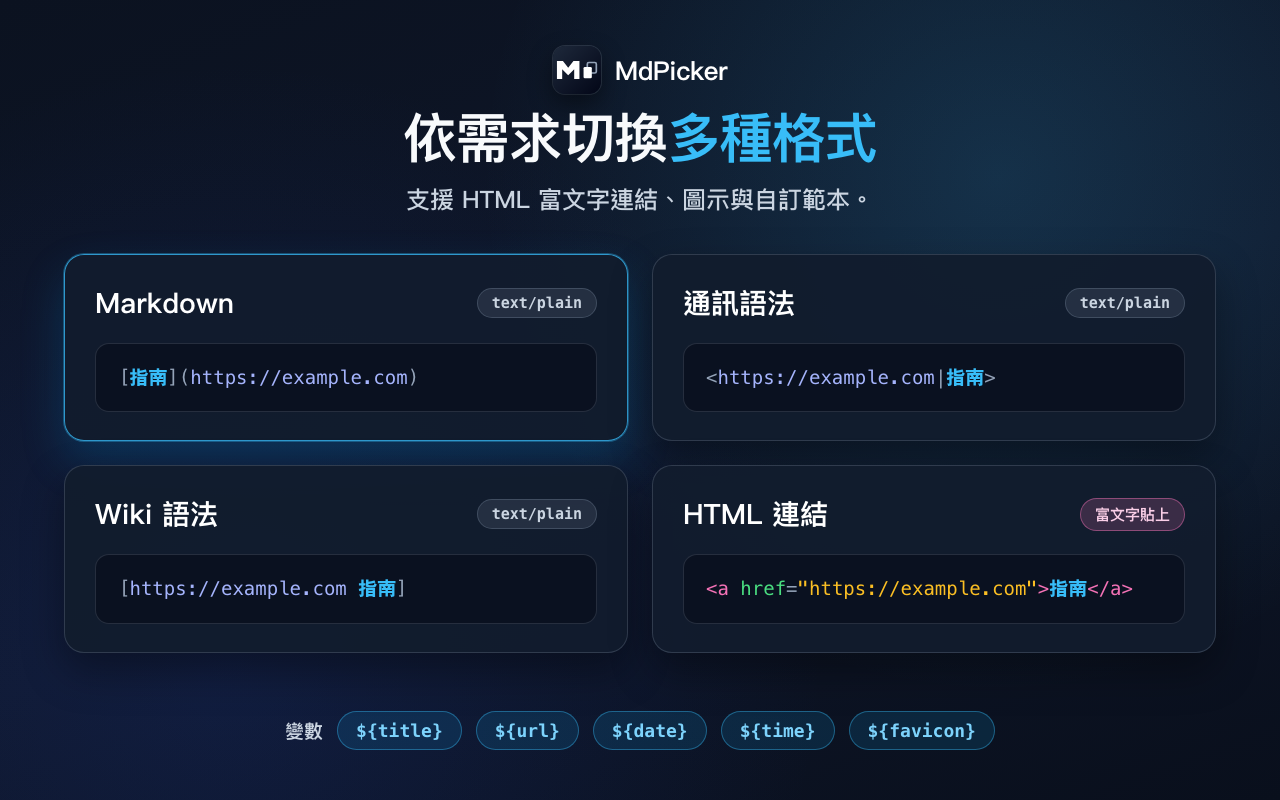 MdPicker
依需求切換多種格式
支援 HTML 富文字連結、圖示與自訂範本。
Markdown
text/plain
[指南](https://example.com)
通訊語法
text/plain
<https://example.com|指南>
Wiki 語法
text/plain
[https://example.com 指南]
HTML 連結
富文字貼上
<a href="https://example.com">指南</a>
變數 ${title} ${url} ${date} ${time} ${favicon}